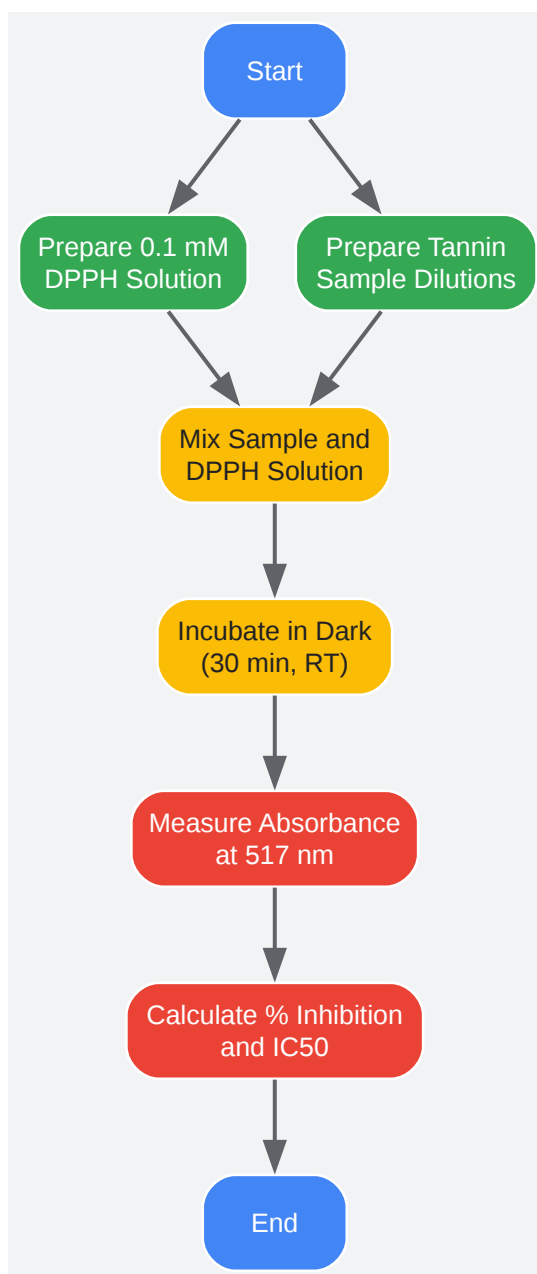 Start
Prepare 0.1 mM
DPPH Solution
Prepare Tannin
Sample Dilutions
Mix Sample and
DPPH Solution
Incubate in Dark
(30 min, RT)
Measure Absorbance
at 517 nm
Calculate % Inhibition
and IC50
End